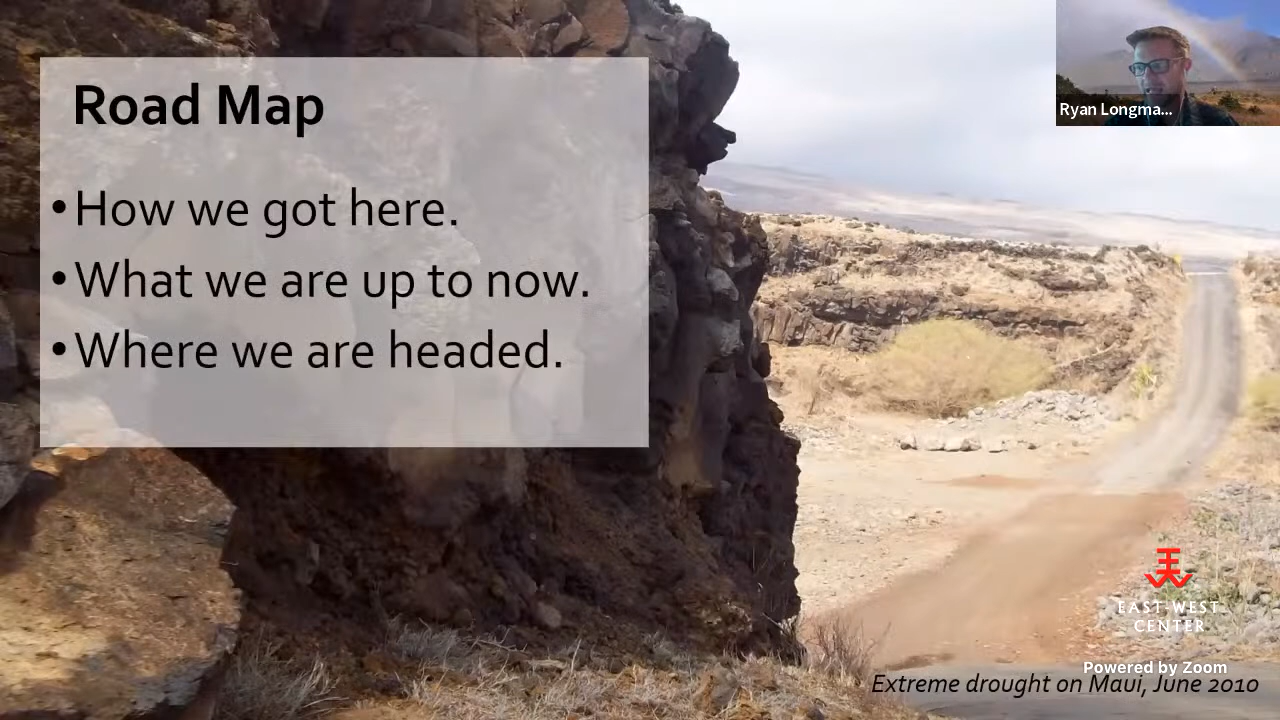 Road Map
• How we got here.
• What we are up to now.
• Where we are headed.
Ryan Longma...
EAST-WEST
CENTER
Powered by Zoom
Extreme drought on Maui, June 2010